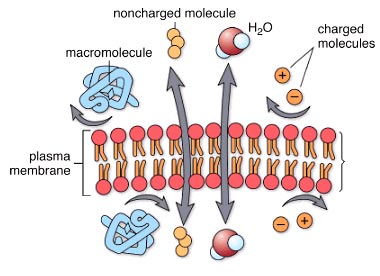 noncharged molecule
H₂O
charged
molecules
macromolecule
+
−
plasma
membrane
− +